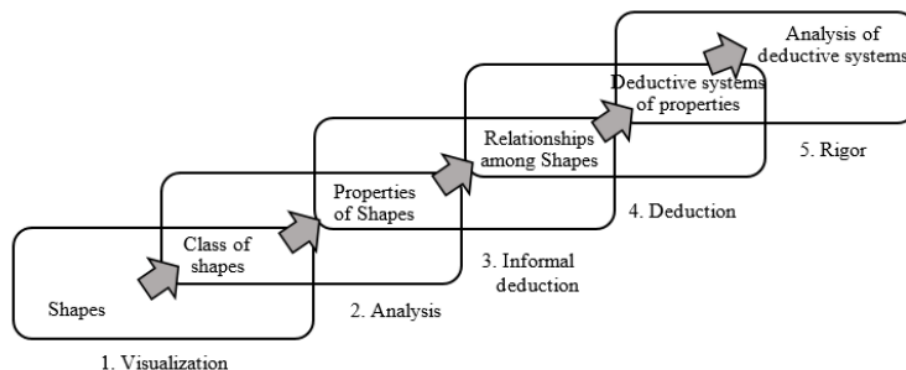 Analysis of
deductive systems
Deductive systems
of properties
5. Rigor
Relationships
among Shapes
4. Deduction
Properties
of Shapes
3. Informal
deduction
Class of
shapes
2. Analysis
Shapes
1. Visualization